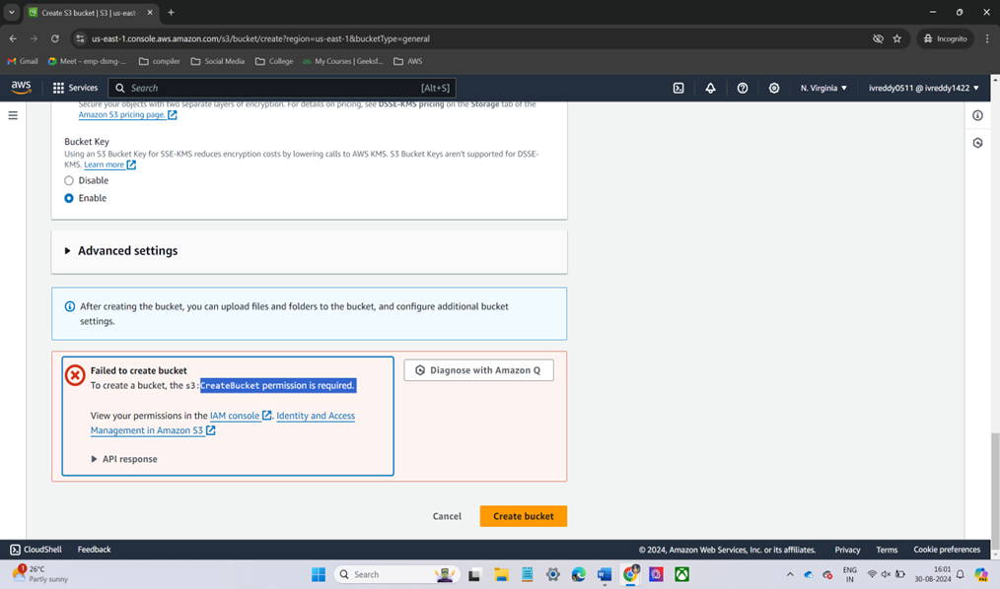 Create S3 bucket | S3 | us-east-
us-east-1.console.aws.amazon.com/s3/bucket/create?region=us-east-1&bucketType=general
Incognito
Gmail
Meet – emp-dsmg-...
compiler
Social Media
College
My Courses | Geeksf...
AWS
aws
Services
Search
[Alt+S]
N. Virginia
ivreddy0511 @ ivreddy1422
Secure your objects with two separate layers of encryption. For details on pricing, see DSSE-KMS pricing on the Storage tab of the
Amazon S3 pricing page.
Bucket Key
Using an S3 Bucket Key for SSE-KMS reduces encryption costs by lowering calls to AWS KMS. S3 Bucket Keys aren't supported for DSSE-
KMS. Learn more
Disable
Enable
Advanced settings
After creating the bucket, you can upload files and folders to the bucket, and configure additional bucket
settings.
Failed to create bucket
To create a bucket, the s3:CreateBucket permission is required.
View your permissions in the IAM console. Identity and Access
Management in Amazon S3
API response
Diagnose with Amazon Q
Cancel
Create bucket
CloudShell
Feedback
© 2024, Amazon Web Services, Inc. or its affiliates.
Privacy
Terms
Cookie preferences
1
26°C
Partly sunny
Search
ENG
IN
16:01
30-08-2024